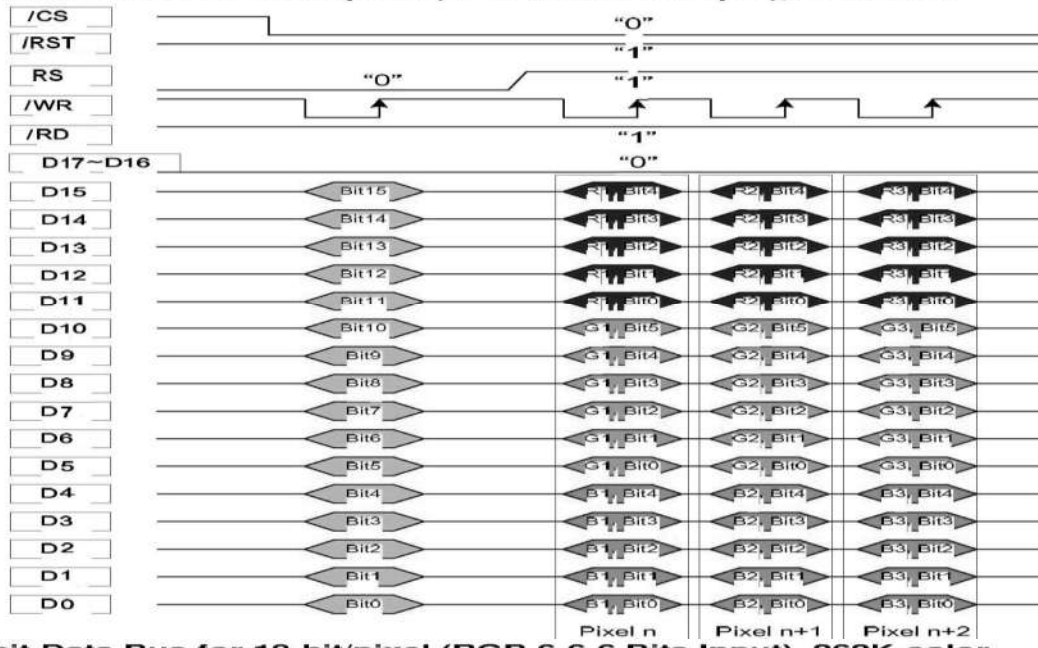 /CS "0"
/RST "1"
RS "0" "1"
/WR
/RD "1"
D17~D16 "0"
D15 Bit15 R1, Bit4 R2, Bit4 R3, Bit4
D14 Bit14 R1, Bit3 R2, Bit3 R3, Bit3
D13 Bit13 R1, Bit2 R2, Bit2 R3, Bit2
D12 Bit12 R1, Bit1 R2, Bit1 R3, Bit1
D11 Bit11 R1, Bit0 R2, Bit0 R3, Bit0
D10 Bit10 G1, Bit5 G2, Bit5 G3, Bit5
D9 Bit9 G1, Bit4 G2, Bit4 G3, Bit4
D8 Bit8 G1, Bit3 G2, Bit3 G3, Bit3
D7 Bit7 G1, Bit2 G2, Bit2 G3, Bit2
D6 Bit6 G1, Bit1 G2, Bit1 G3, Bit1
D5 Bit5 G1, Bit0 G2, Bit0 G3, Bit0
D4 Bit4 B1, Bit4 B2, Bit4 B3, Bit4
D3 Bit3 B1, Bit3 B2, Bit3 B3, Bit3
D2 Bit2 B1, Bit2 B2, Bit2 B3, Bit2
D1 Bit1 B1, Bit1 B2, Bit1 B3, Bit1
D0 Bit0 B1, Bit0 B2, Bit0 B3, Bit0
Pixel n Pixel n+1 Pixel n+2
Data Bus for